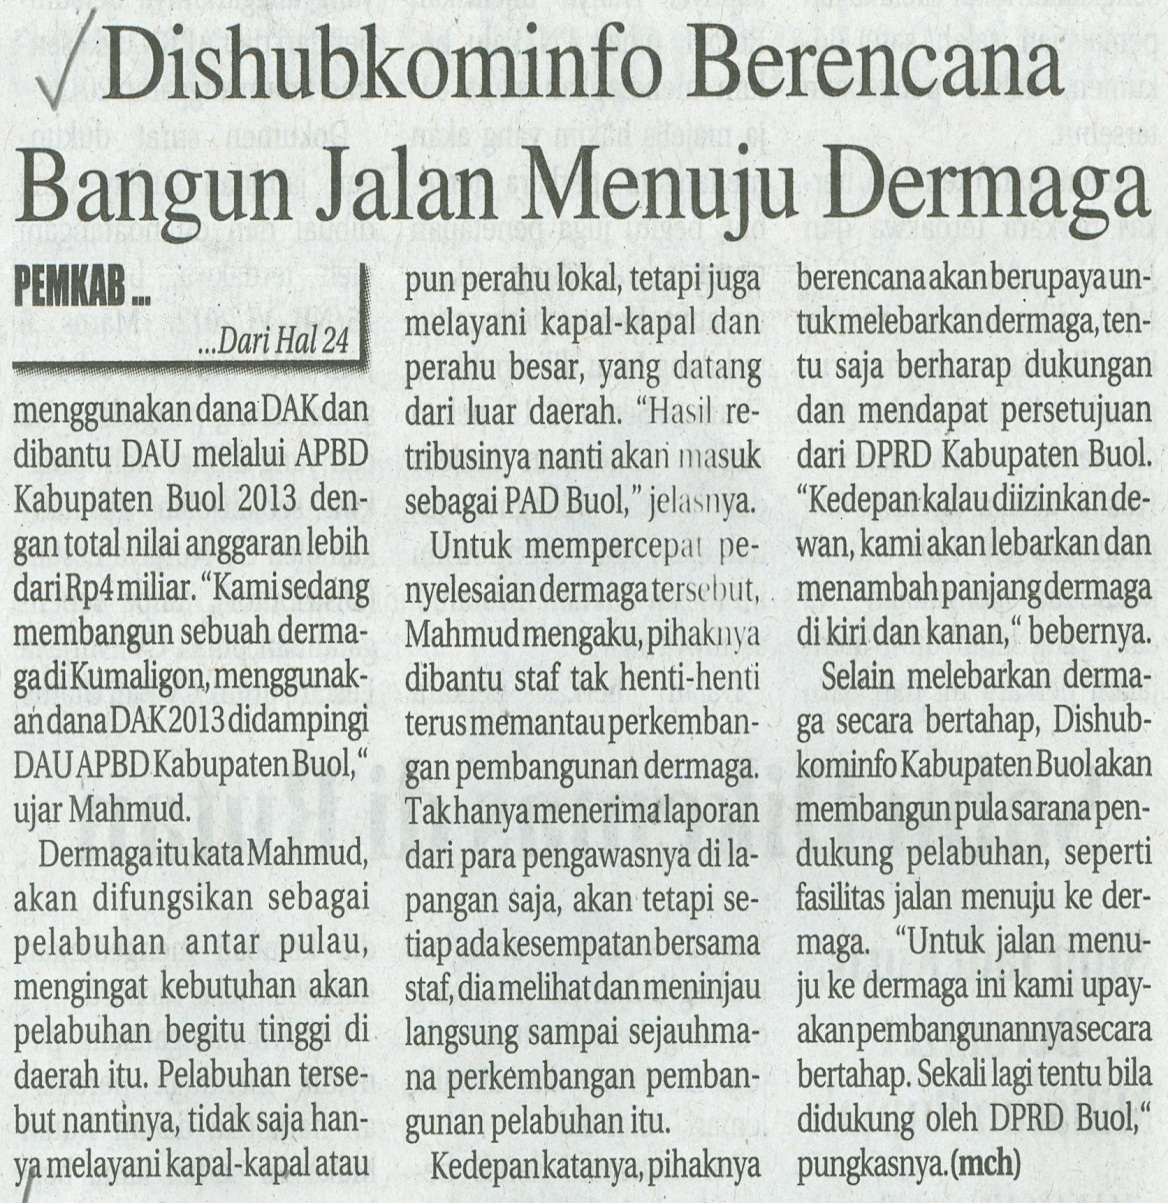 Dishubkominfo Berencana
Bangun Jalan Menuju Dermaga
PEMKAB...
...Dari Hal 24
menggunakan dana DAK dan
dibantu DAU melalui APBD
Kabupaten Buol 2013 den-
gan total nilai anggaran lebih
dari Rp4 miliar. “Kami sedang
membangun sebuah derma-
ga di Kumaligon, menggunak-
an dana DAK 2013 didampingi
DAU APBD Kabupaten Buol,“
ujar Mahmud.
Dermaga itu kata Mahmud,
akan difungsikan sebagai
pelabuhan antar pulau,
mengingat kebutuhan akan
pelabuhan begitu tinggi di
daerah itu. Pelabuhan terse-
but nantinya, tidak saja han-
ya melayani kapal-kapal atau
pun perahu lokal, tetapi juga
melayani kapal-kapal dan
perahu besar, yang datang
dari luar daerah. “Hasil re-
tribusinya nanti akan masuk
sebagai PAD Buol,” jelasnya.
Untuk mempercepat pe-
nyelesaian dermaga tersebut,
Mahmud mengaku, pihaknya
dibantu staf tak henti-henti
terus memantau perkemban-
gan pembangunan dermaga.
Tak hanya menerima laporan
dari para pengawasnya di la-
pangan saja, akan tetapi se-
tiap ada kesempatan bersama
staf, dia melihat dan meninjau
langsung sampai sejauhma-
na perkembangan pemban-
gunan pelabuhan itu.
Kedepan katanya, pihaknya
berencana akan berupaya un-
tuk melebarkan dermaga, ten-
tu saja berharap dukungan
dan mendapat persetujuan
dari DPRD Kabupaten Buol.
“Kedepan kalau diizinkan de-
wan, kami akan lebarkan dan
menambah panjang dermaga
di kiri dan kanan,“ bebernya.
Selain melebarkan derma-
ga secara bertahap, Dishub-
kominfo Kabupaten Buol akan
membangun pula sarana pen-
dukung pelabuhan, seperti
fasilitas jalan menuju ke der-
maga. “Untuk jalan menu-
ju ke dermaga ini kami upay-
akan pembangunannya secara
bertahap. Sekali lagi tentu bila
didukung oleh DPRD Buol,“
pungkasnya.(mch)